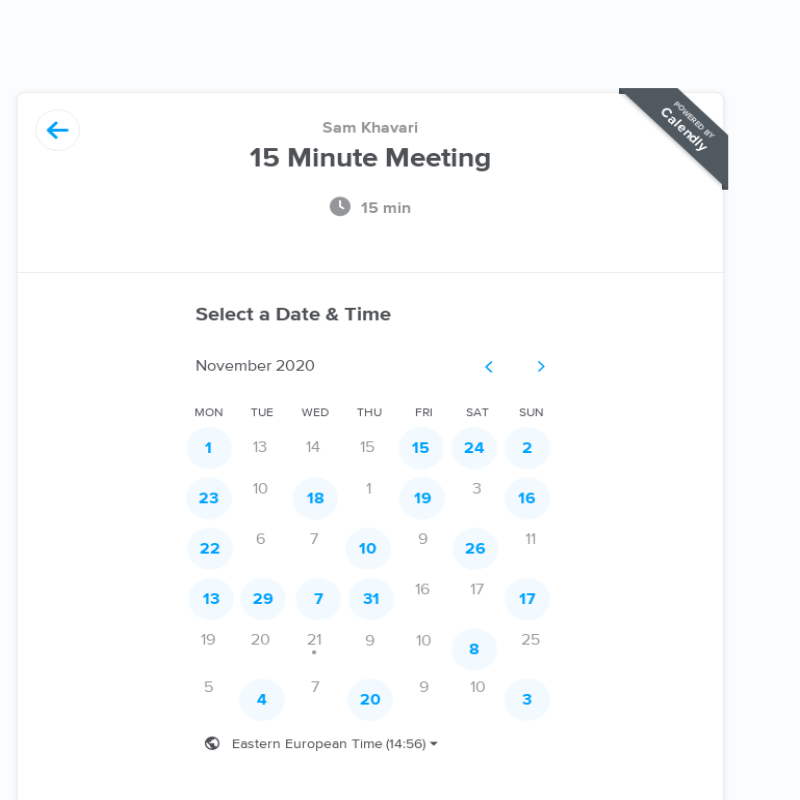 POWERED BY
Calendly
Sam Khavari
15 Minute Meeting
15 min
Select a Date & Time
November 2020
MON TUE WED THU FRI SAT SUN
1 13 14 15 15 24 2
23 10 18 1 19 3 16
22 6 7 10 9 26 11
13 29 7 31 16 17 17
19 20 21 9 10 8 25
5 4 7 20 9 10 3
Eastern European Time (14:56)